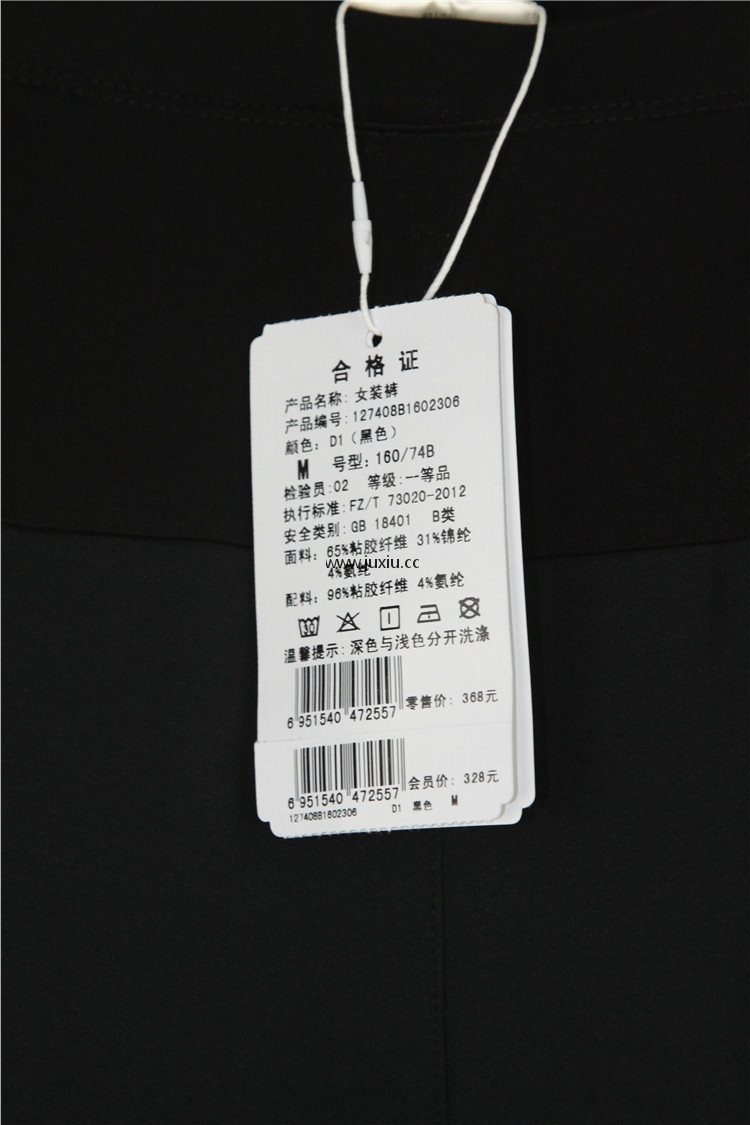 合格证
产品名称: 女装裤
产品编号: 127408B1602306
颜色: D1 (黑色)
M 号型: 160/74B
检验员:02 等级:一等品
执行标准: FZ/T 73020-2012
安全类别: GB 18401 B类
面料: 65%粘胶纤维 31%锦纶
4%氨纶
www.juxiu.cc
配料: 96%粘胶纤维 4%氨纶
30
温馨提示: 深色与浅色分开洗涤
零售价: 368元
6 951540 472557
会员价: 328元
6 951540 472557
127408B1602306 D1 黑色 M